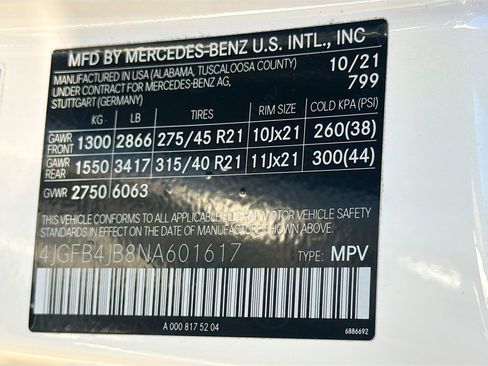 MFD BY MERCEDES-BENZ U.S. INTL., INC
MANUFACTURED IN USA (ALABAMA, TUSCALOOSA COUNTY) 10/21
UNDER CONTRACT FOR MERCEDES-BENZ AG, 799
STUTTGART (GERMANY)
KG LB TIRES RIM SIZE COLD KPA (PSI)
GAWR FRONT 1300 2866 275/45 R21 10Jx21 260(38)
GAWR REAR 1550 3417 315/40 R21 11Jx21 300(44)
GVWR 2750 6063
THIS VEHICLE CONFORMS TO ALL APPLICABLE FEDERAL MOTOR VEHICLE SAFETY
STANDARDS IN EFFECT ON THE DATE OF MANUFACTURE SHOWN ABOVE.
4JGFB4JB8NA601617 TYPE: MPV
A 000 817 52 04
6886692